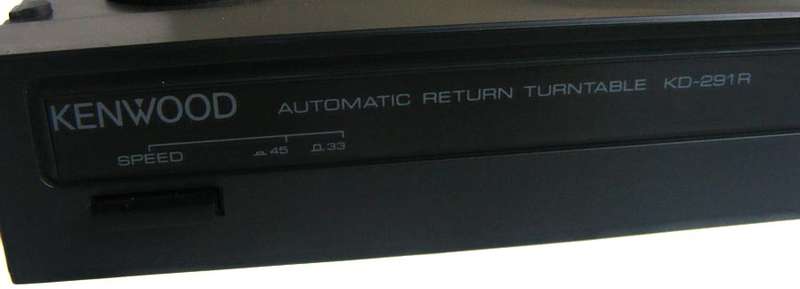 KENWOOD AUTOMATIC RETURN TURNTABLE KD-291R
SPEED 45 33